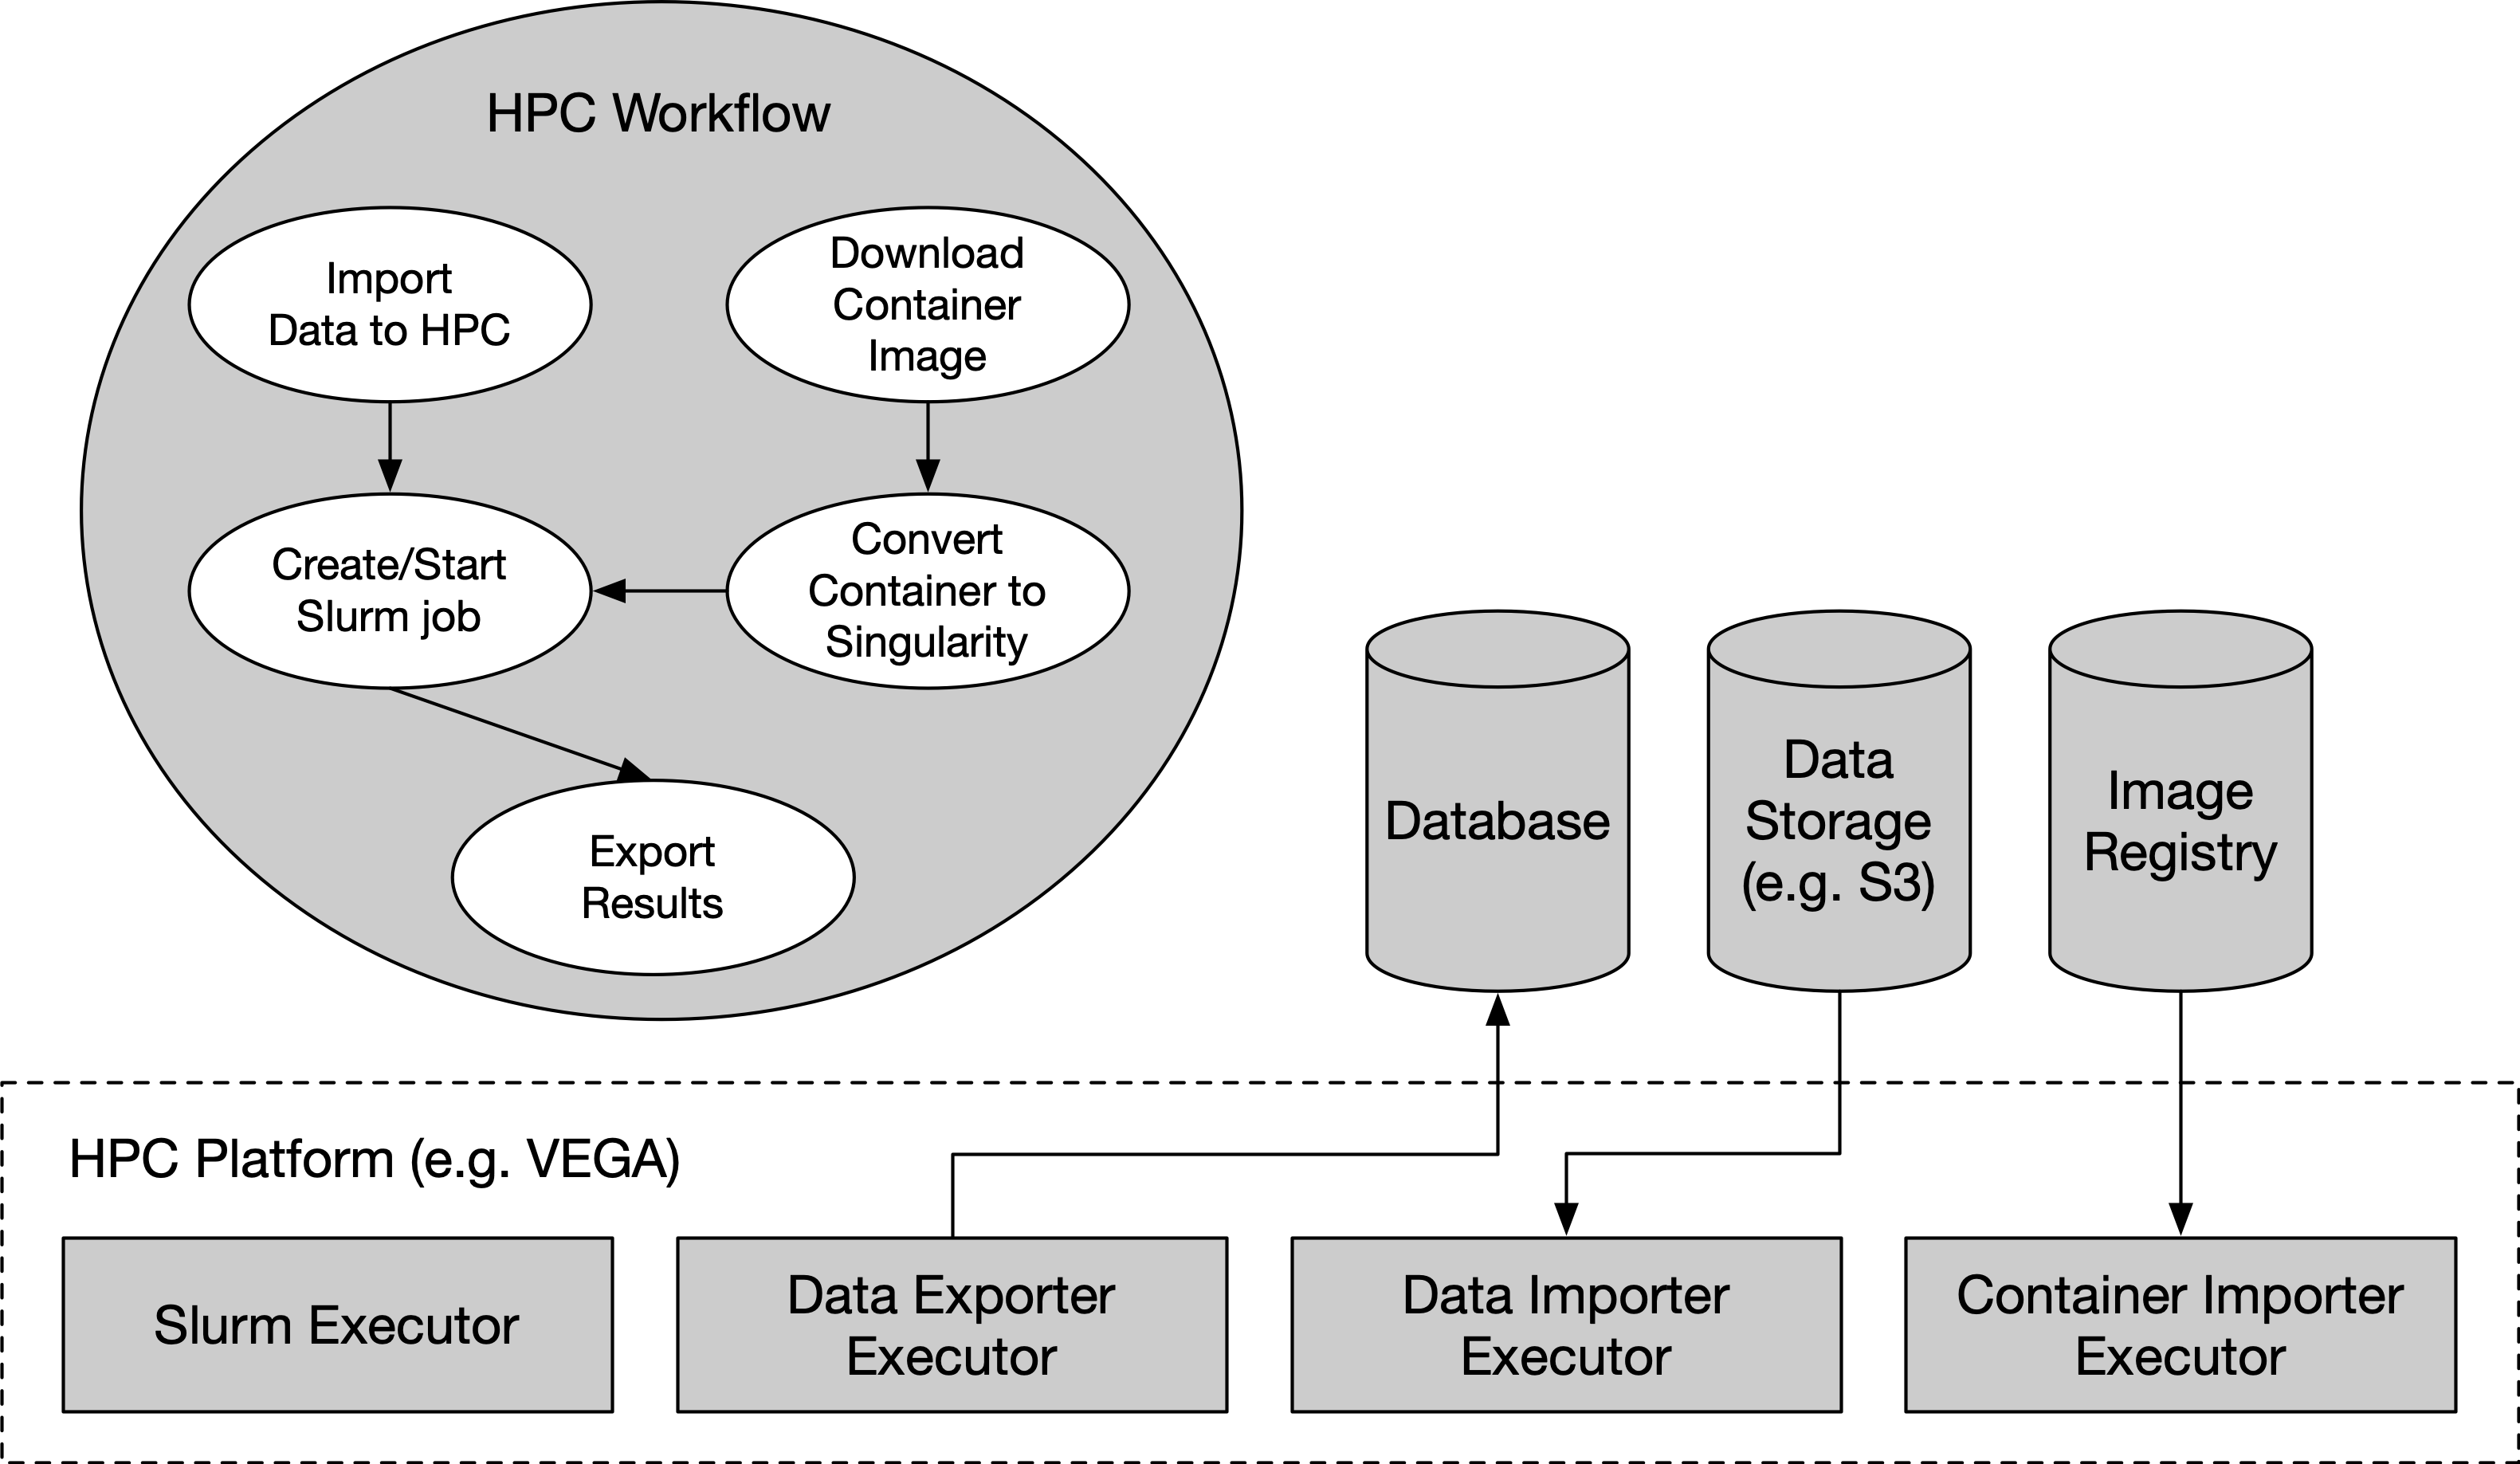 HPC Workflow
Import
Data to HPC
Download
Container
Image
Create/Start
Slurm job
Convert
Container to
Singularity
Export
Results
Database
Data
Storage
(e.g. S3)
Image
Registry
HPC Platform (e.g. VEGA)
Slurm Executor
Data Exporter
Executor
Data Importer
Executor
Container Importer
Executor